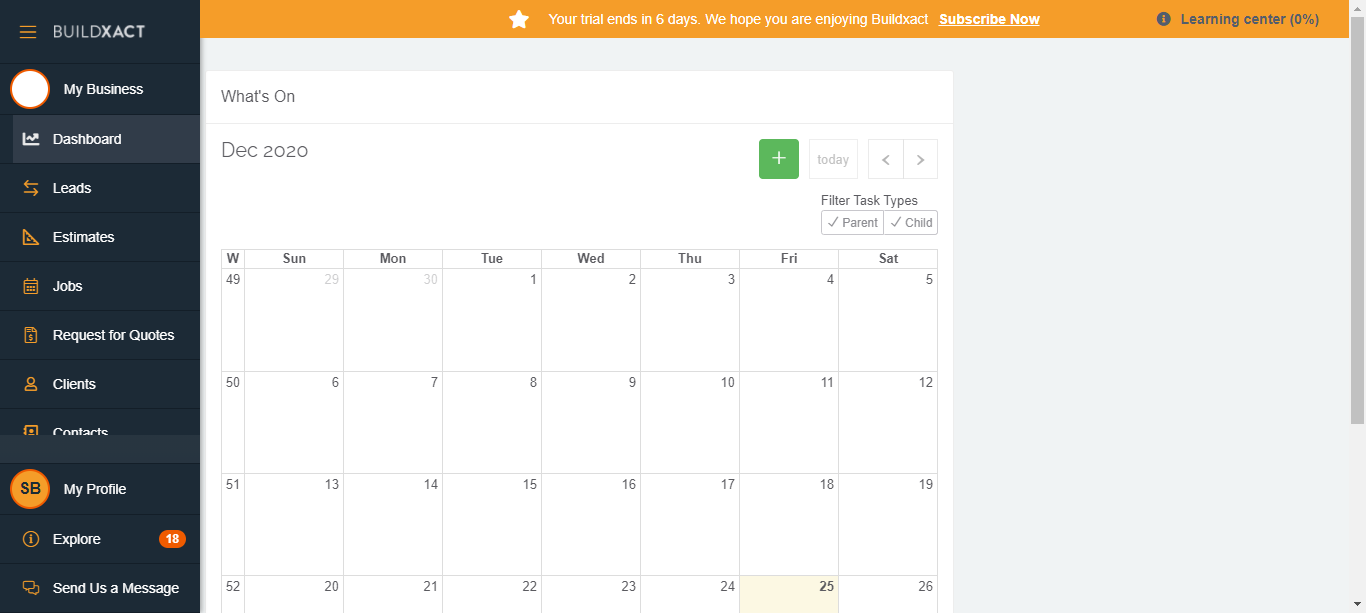 BUILDXACT
Your trial ends in 6 days. We hope you are enjoying Buildxact Subscribe Now
Learning center (0%)
My Business
Dashboard
Leads
Estimates
Jobs
Request for Quotes
Clients
Contacts
SB My Profile
Explore 18
Send Us a Message
What's On
Dec 2020
+ today < >
Filter Task Types
✓ Parent ✓ Child
W Sun Mon Tue Wed Thu Fri Sat
49 29 30 1 2 3 4 5
50 6 7 8 9 10 11 12
51 13 14 15 16 17 18 19
52 20 21 22 23 24 25 26